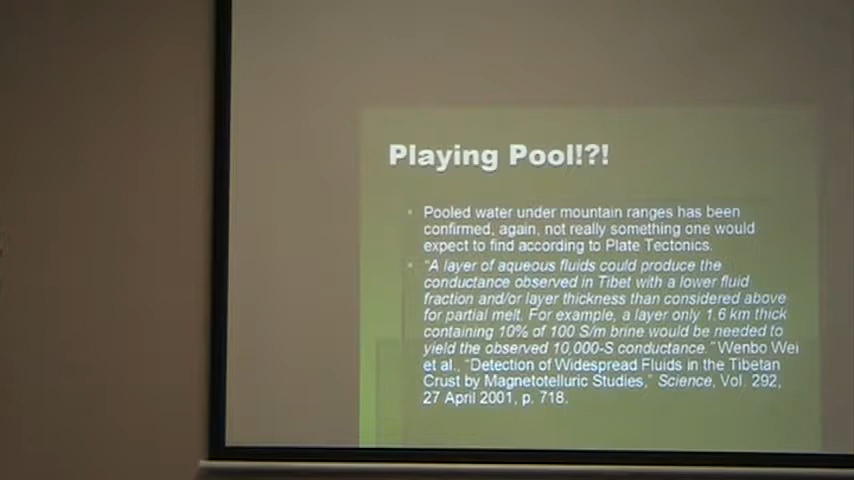 Playing Pool!?!
Pooled water under mountain ranges has been
confirmed, again, not really something one would
expect to find according to Plate Tectonics.
"A layer of aqueous fluids could produce the
conductance observed in Tibet with a lower fluid
fraction and/or layer thickness than considered above
for partial melt. For example, a layer only 1.6 km thick
containing 10% of 100 S/m brine would be needed to
yield the observed 10,000-S conductance." Wenbo Wei
et al., "Detection of Widespread Fluids in the Tibetan
Crust by Magnetotelluric Studies," Science, Vol. 292,
27 April 2001, p. 718.